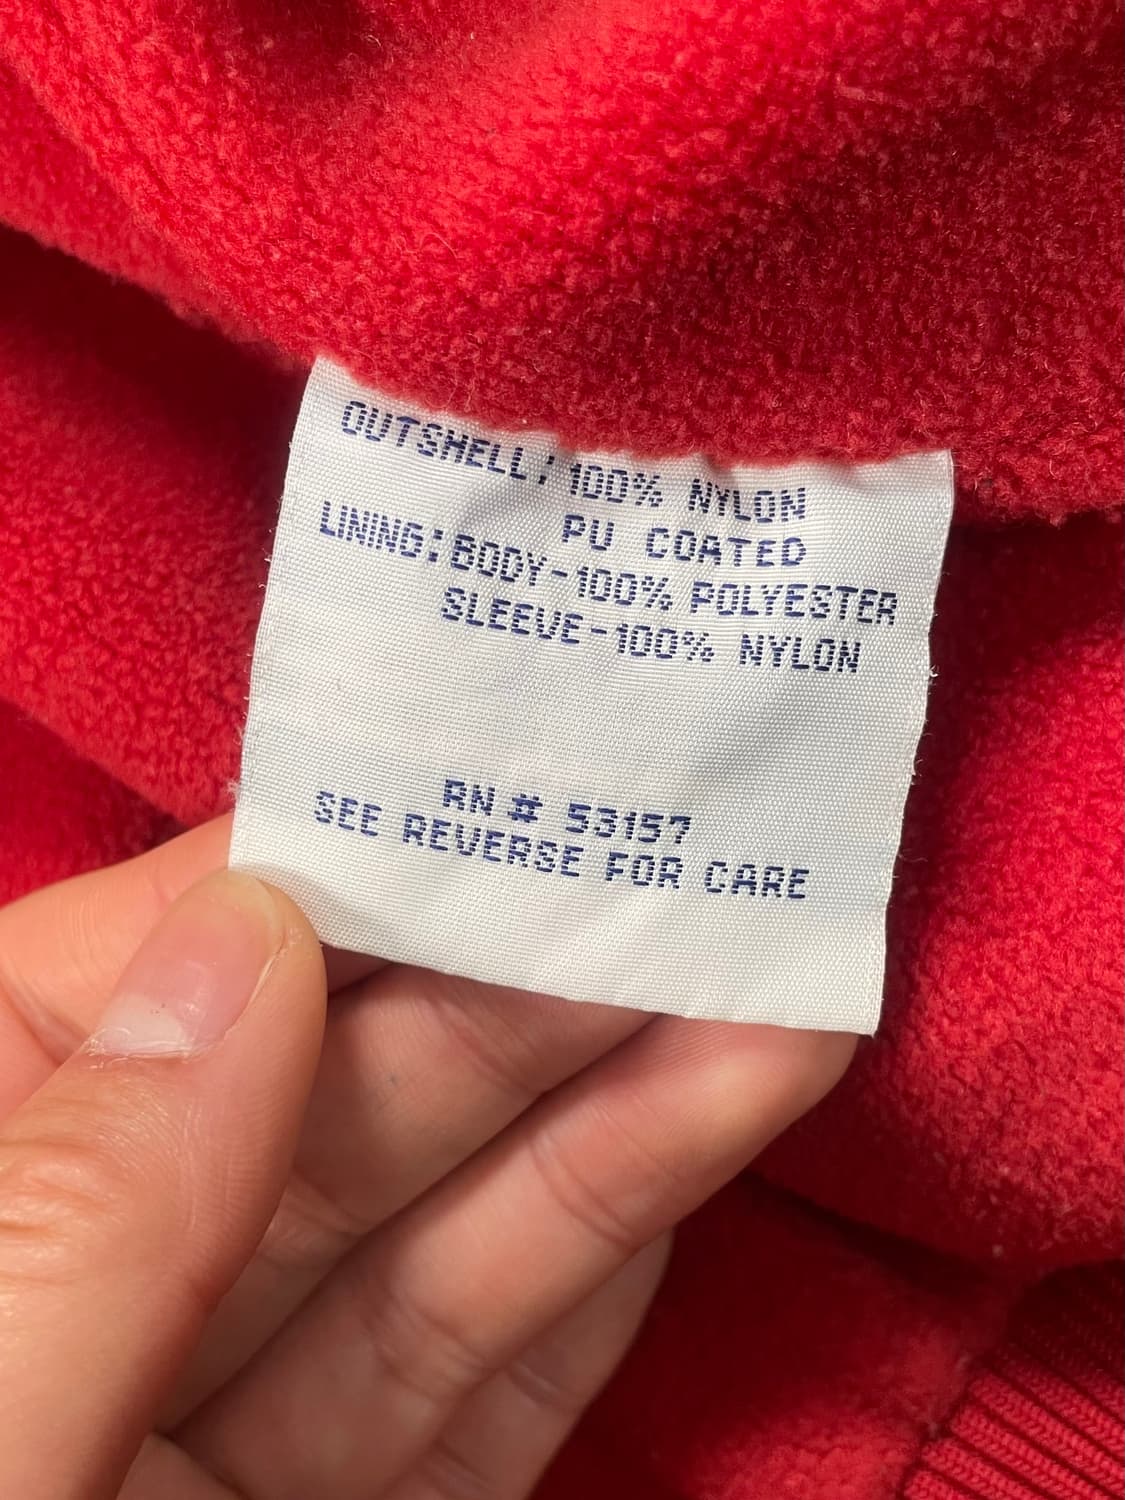 OUTSHELL: 100% NYLON
PU COATED
LINING: BODY-100% POLYESTER
SLEEVE-100% NYLON
RN # 53157
SEE REVERSE FOR CARE